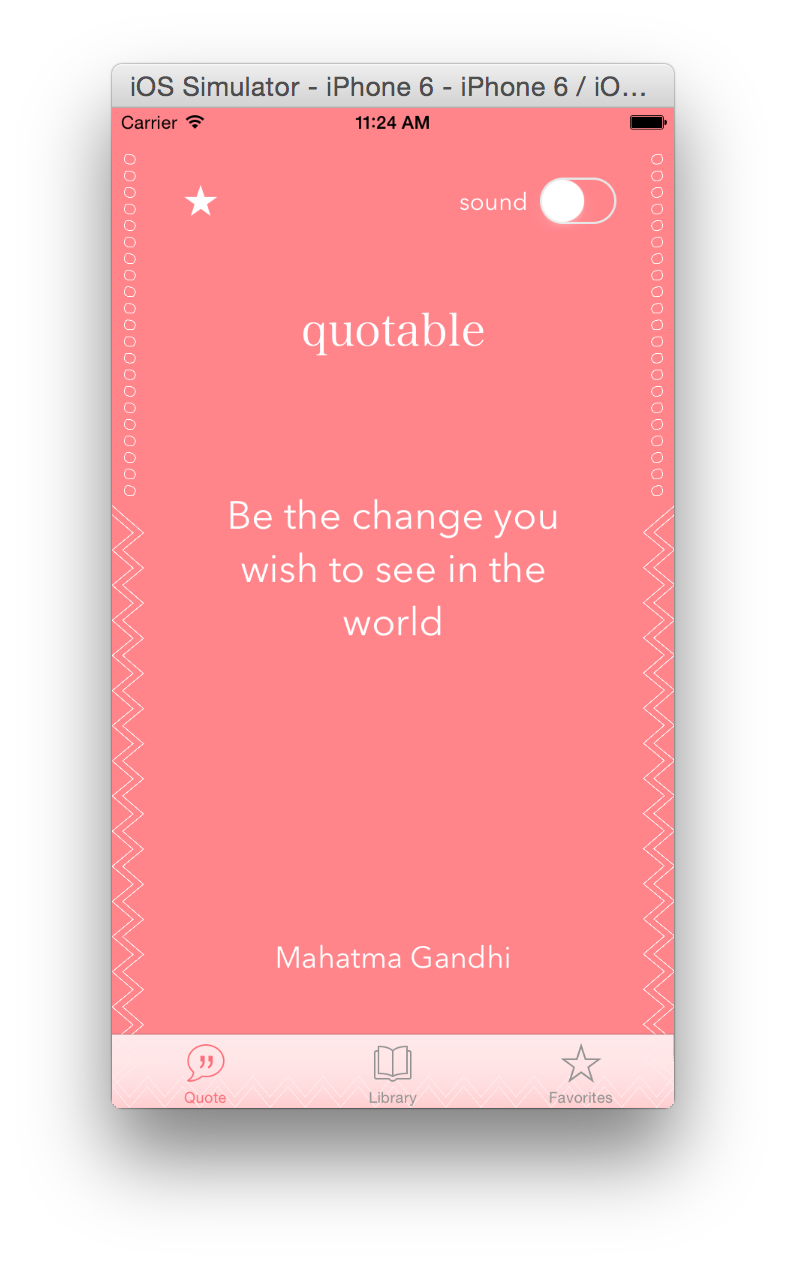 iOS Simulator - iPhone 6 - iPhone 6 / iO...
Carrier 11:24 AM
sound
quotable
Be the change you
wish to see in the
world
Mahatma Gandhi
Quote Library Favorites